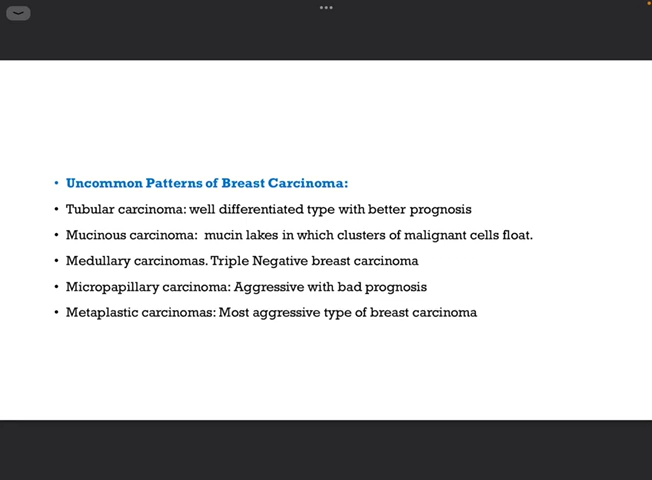 • Uncommon Patterns of Breast Carcinoma:
• Tubular carcinoma: well differentiated type with better prognosis
• Mucinous carcinoma:  mucin lakes in which clusters of malignant cells float.
• Medullary carcinomas. Triple Negative breast carcinoma
• Micropapillary carcinoma: Aggressive with bad prognosis
• Metaplastic carcinomas: Most aggressive type of breast carcinoma